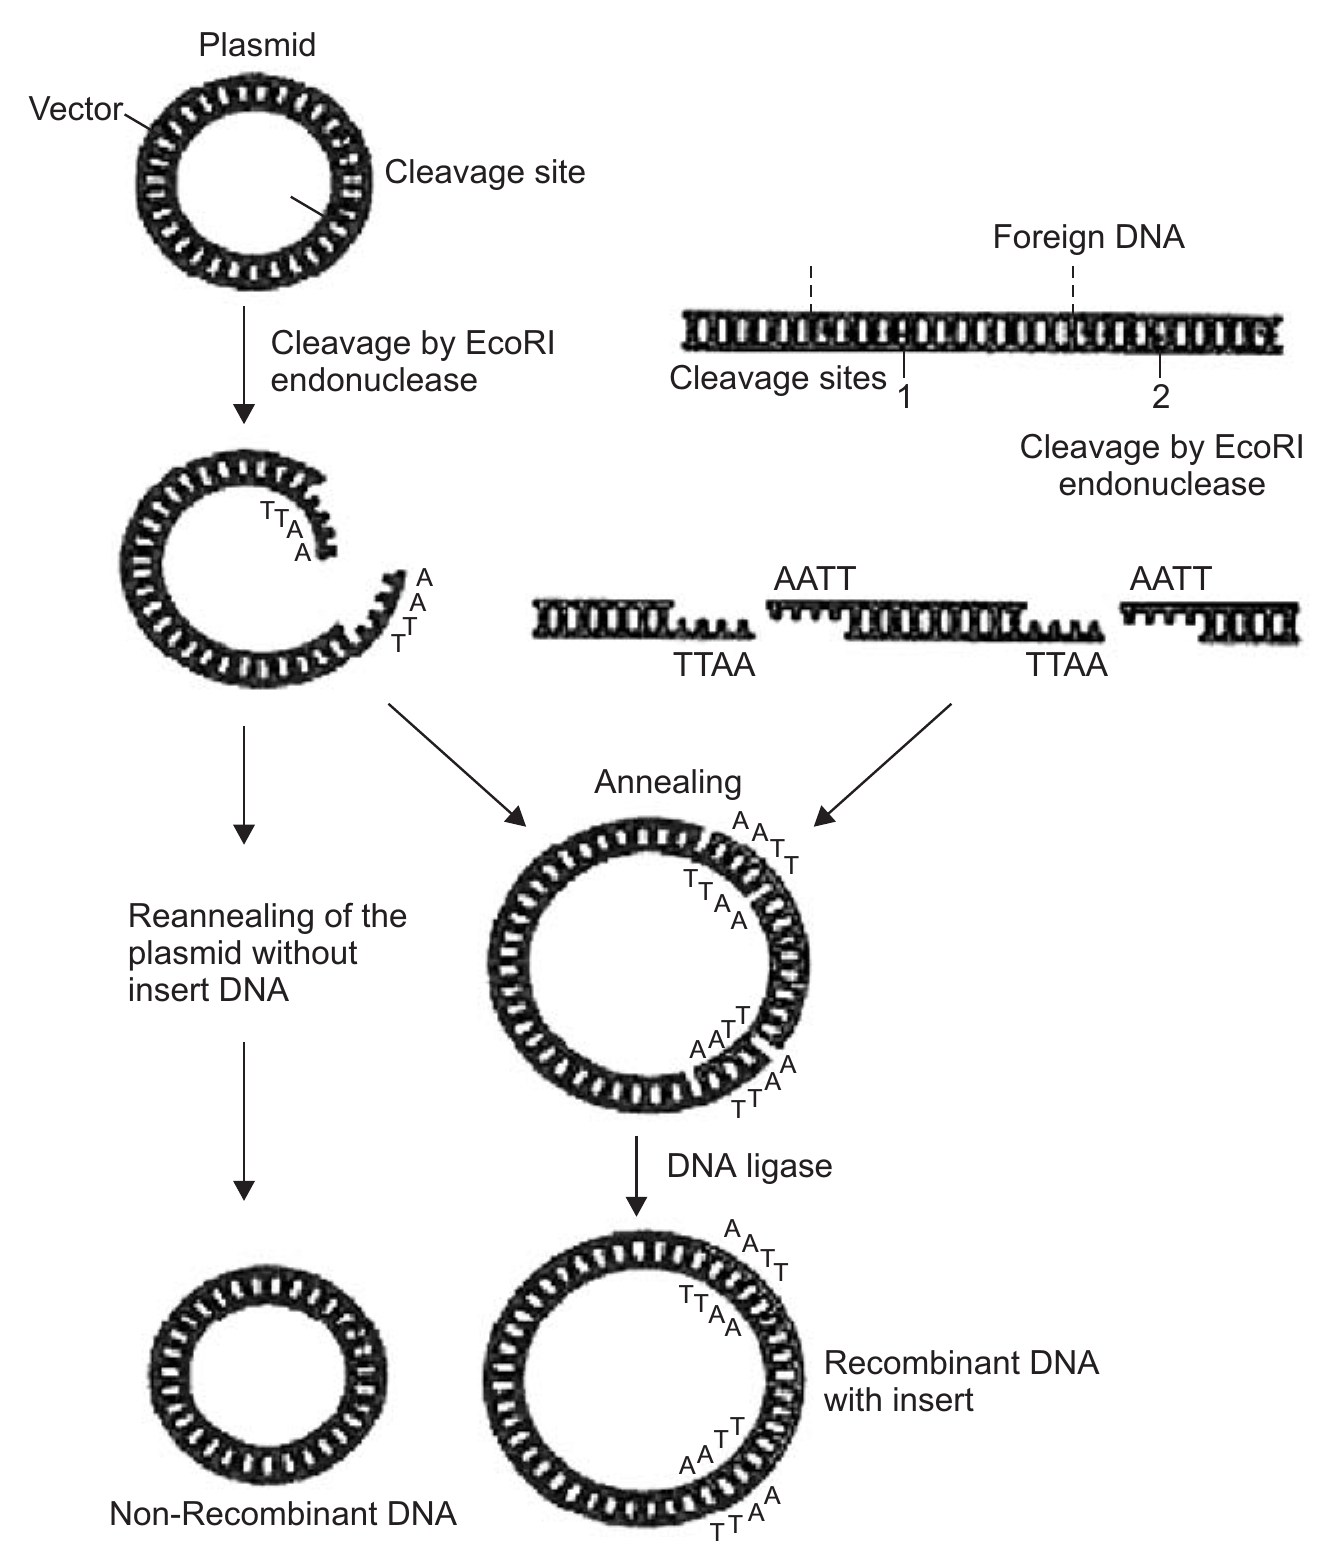 Plasmid
Vector
Cleavage site
Foreign DNA
Cleavage by EcoRI
endonuclease
Cleavage sites
1
2
Cleavage by EcoRI
endonuclease
TTAA
AATT
AATT
AATT
TTAA
TTAA
Annealing
AATT
TTAA
Reannealing of the
plasmid without
insert DNA
AATT
TTAA
DNA ligase
AATT
TTAA
Recombinant DNA
with insert
AATT
TTAA
Non-Recombinant DNA